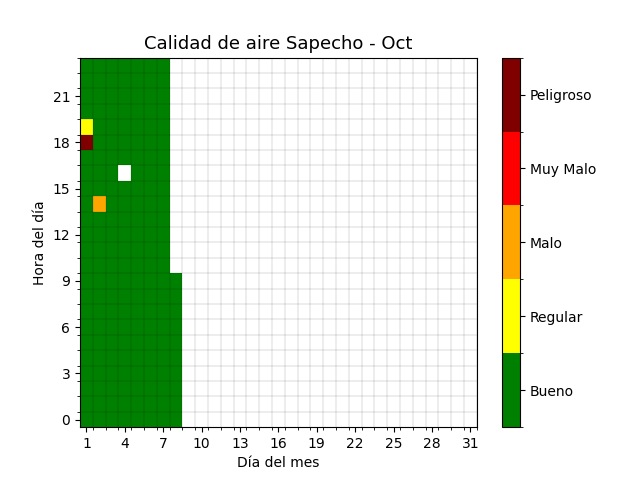 Calidad de aire Sapecho - Oct
Hora del día
21
18
15
12
9
6
3
0
1 4 7 10 13 16 19 22 25 28 31
Día del mes
Peligroso
Muy Malo
Malo
Regular
Bueno